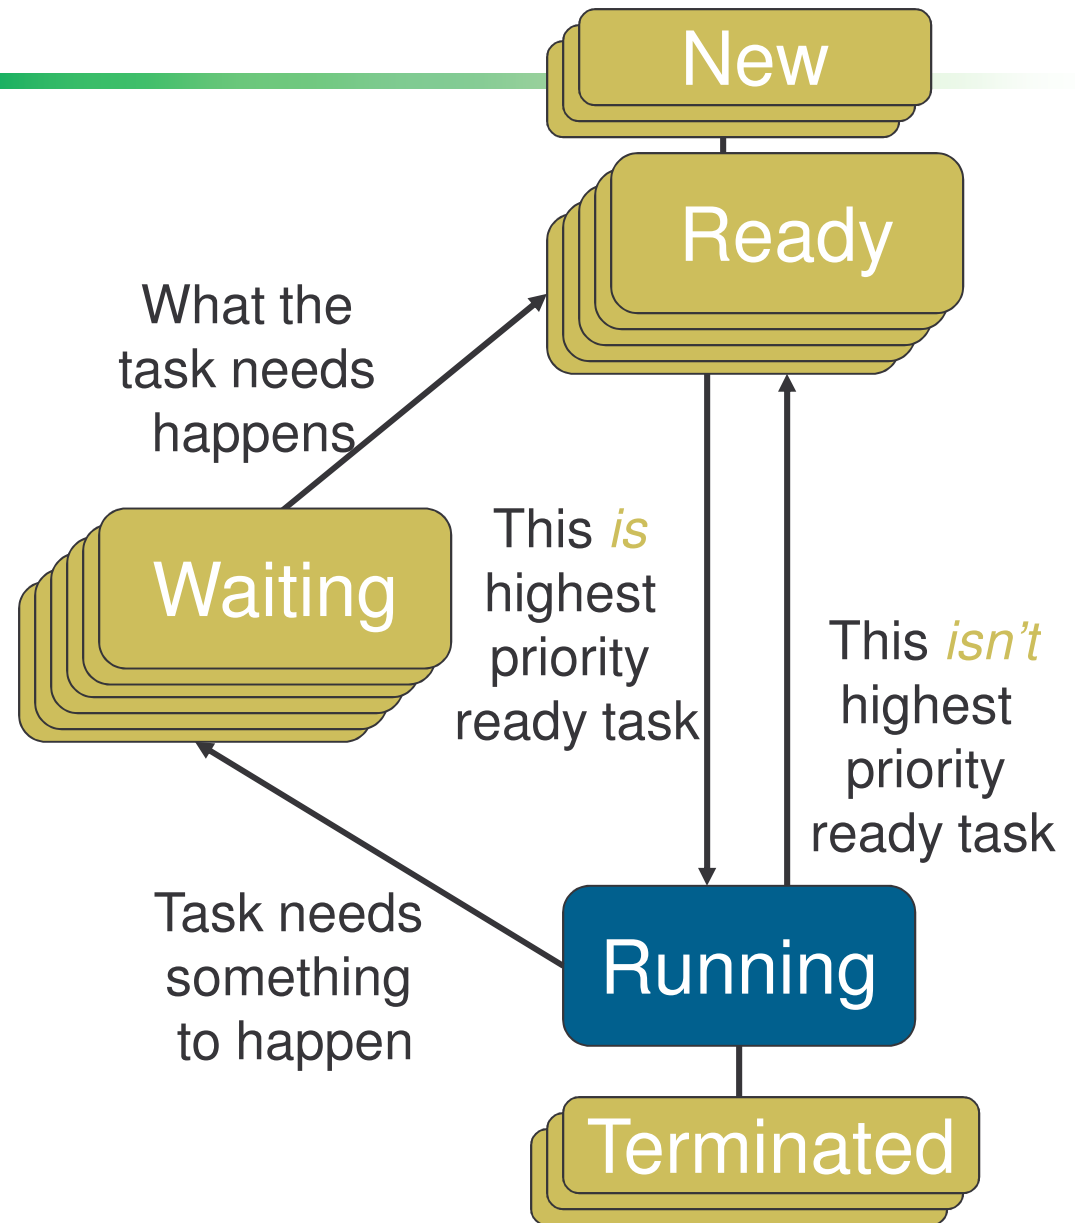 New
Ready
What the
task needs
happens
This is
highest
priority
ready task
Waiting
This isn't
highest
priority
ready task
Task needs
something
to happen
Running
Terminated